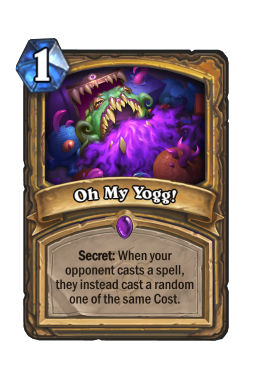 1
Oh My Yogg!
Secret: When your
opponent casts a spell,
they instead cast a random
one of the same Cost.